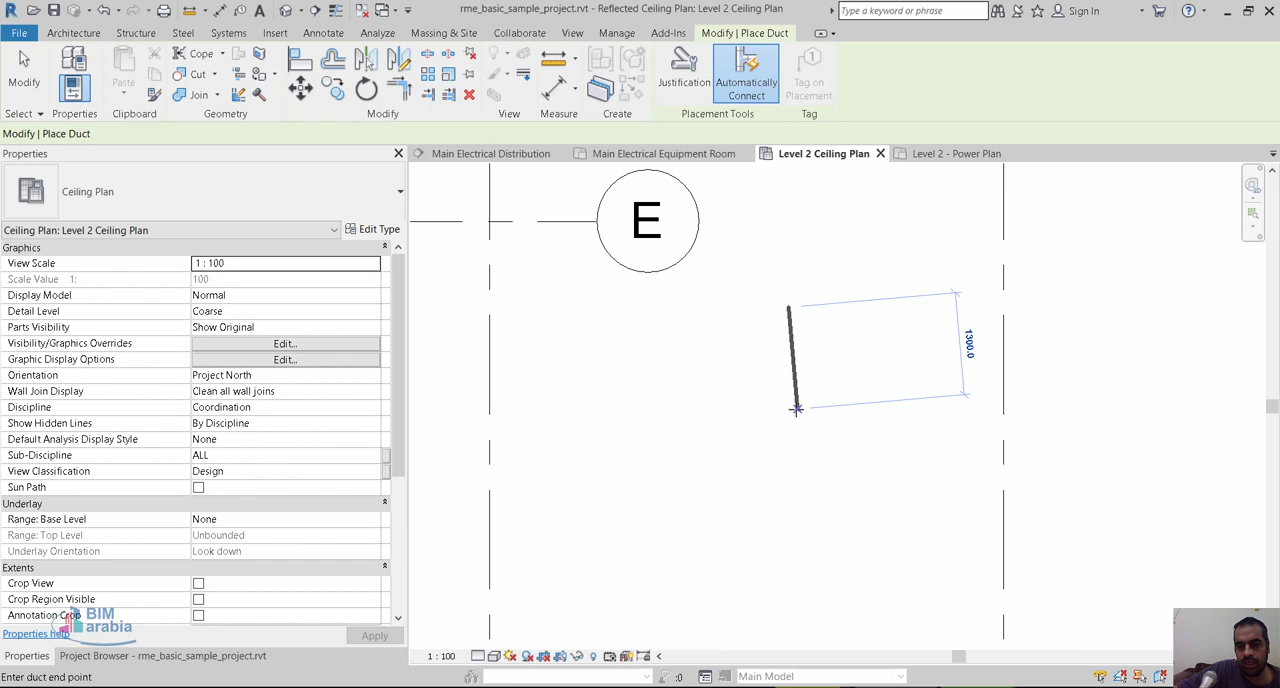 rme_basic_sample_project.rvt - Reflected Ceiling Plan: Level 2 Ceiling Plan
Type a keyword or phrase
Sign In
File
Architecture
Structure
Steel
Systems
Insert
Annotate
Analyze
Massing & Site
Collaborate
View
Manage
Add-Ins
Modify | Place Duct
Modify
Paste
Cope
Cut
Join
Justification
Automatically Connect
Tag on Placement
Select
Properties
Clipboard
Geometry
Modify
View
Measure
Create
Placement Tools
Tag
Modify | Place Duct
Properties
Main Electrical Distribution
Main Electrical Equipment Room
Level 2 Ceiling Plan
Level 2 - Power Plan
Ceiling Plan
Ceiling Plan: Level 2 Ceiling Plan
Edit Type
Graphics
View Scale 1 : 100
Scale Value 1: 100
Display Model Normal
Detail Level Coarse
Parts Visibility Show Original
Visibility/Graphics Overrides Edit...
Graphic Display Options Edit...
Orientation Project North
Wall Join Display Clean all wall joins
Discipline Coordination
Show Hidden Lines By Discipline
Default Analysis Display Style None
Sub-Discipline ALL
View Classification Design
Sun Path
Underlay
Range: Base Level None
Range: Top Level Unbounded
Underlay Orientation Look down
Extents
Crop View
Crop Region Visible
Annotation Crop
Properties help
Apply
BIM
arabia
E
1300.0
Properties
Project Browser - rme_basic_sample_project.rvt
1 : 100
Enter duct end point
:0
Main Model